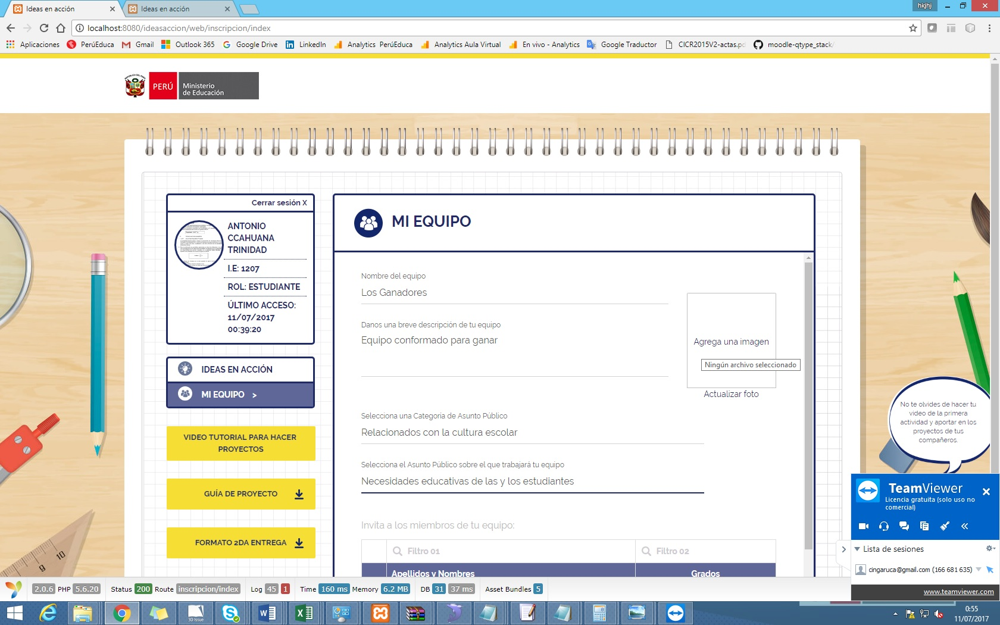 Ideas en acción
Ideas en acción
hkjhj
localhost:8080/ideasaccion/web/inscripcion/index
Aplicaciones
PerúEduca
Gmail
Outlook 365
Google Drive
LinkedIn
Analytics PerúEduca
Analytics Aula Virtual
En vivo - Analytics
Google Traductor
CICR2015V2-actas.pd
moodle-qtype_stack/
PERÚ
Ministerio
de Educación
Cerrar sesión X
ANTONIO
CCAHUANA
TRINIDAD
I.E: 1207
ROL: ESTUDIANTE
ÚLTIMO ACCESO:
11/07/2017
00:39:20
IDEAS EN ACCIÓN
MI EQUIPO >
VIDEO TUTORIAL PARA HACER
PROYECTOS
GUÍA DE PROYECTO
FORMATO 2DA ENTREGA
MI EQUIPO
Nombre del equipo
Los Ganadores
Danos una breve descripción de tu equipo
Equipo conformado para ganar
Agrega una imagen
Ningún archivo seleccionado
Actualizar foto
Selecciona una Categoría de Asunto Público
Relacionados con la cultura escolar
Selecciona el Asunto Público sobre el que trabajará tu equipo
Necesidades educativas de las y los estudiantes
Invita a los miembros de tu equipo:
Filtro 01
Filtro 02
Apellidos y Nombres
Grados
No te olvides de hacer tu
video de la primera
actividad y aportar en los
proyectos de tus
compañeros.
9
10
TeamViewer
Licencia gratuita (solo uso no
comercial)
Lista de sesiones
cingaruca@gmail.com (166 681 635)
www.teamviewer.com
2.0.6 PHP 5.6.20
Status 200 Route inscripcion/index
Log 45 1
Time 160 ms Memory 6.2 MB
DB 31 37 ms
Asset Bundles 5
3D Issue
0:55
11/07/2017